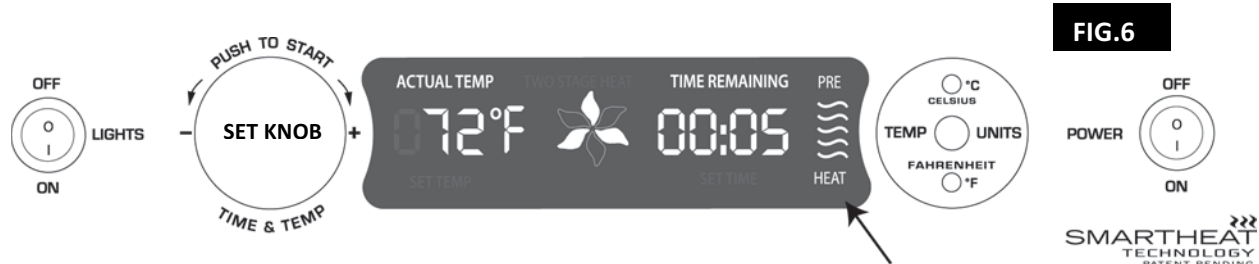 FIG.6
OFF
O
I
LIGHTS
ON
PUSH TO START
− SET KNOB +
TIME & TEMP
ACTUAL TEMP TWO STAGE HEAT TIME REMAINING PRE
072°F 00:05
SET TEMP SET TIME HEAT
°C
CELSIUS
TEMP UNITS
FAHRENHEIT
°F
POWER
OFF
O
I
ON
SMARTHEAT
TECHNOLOGY
PATENT PENDING